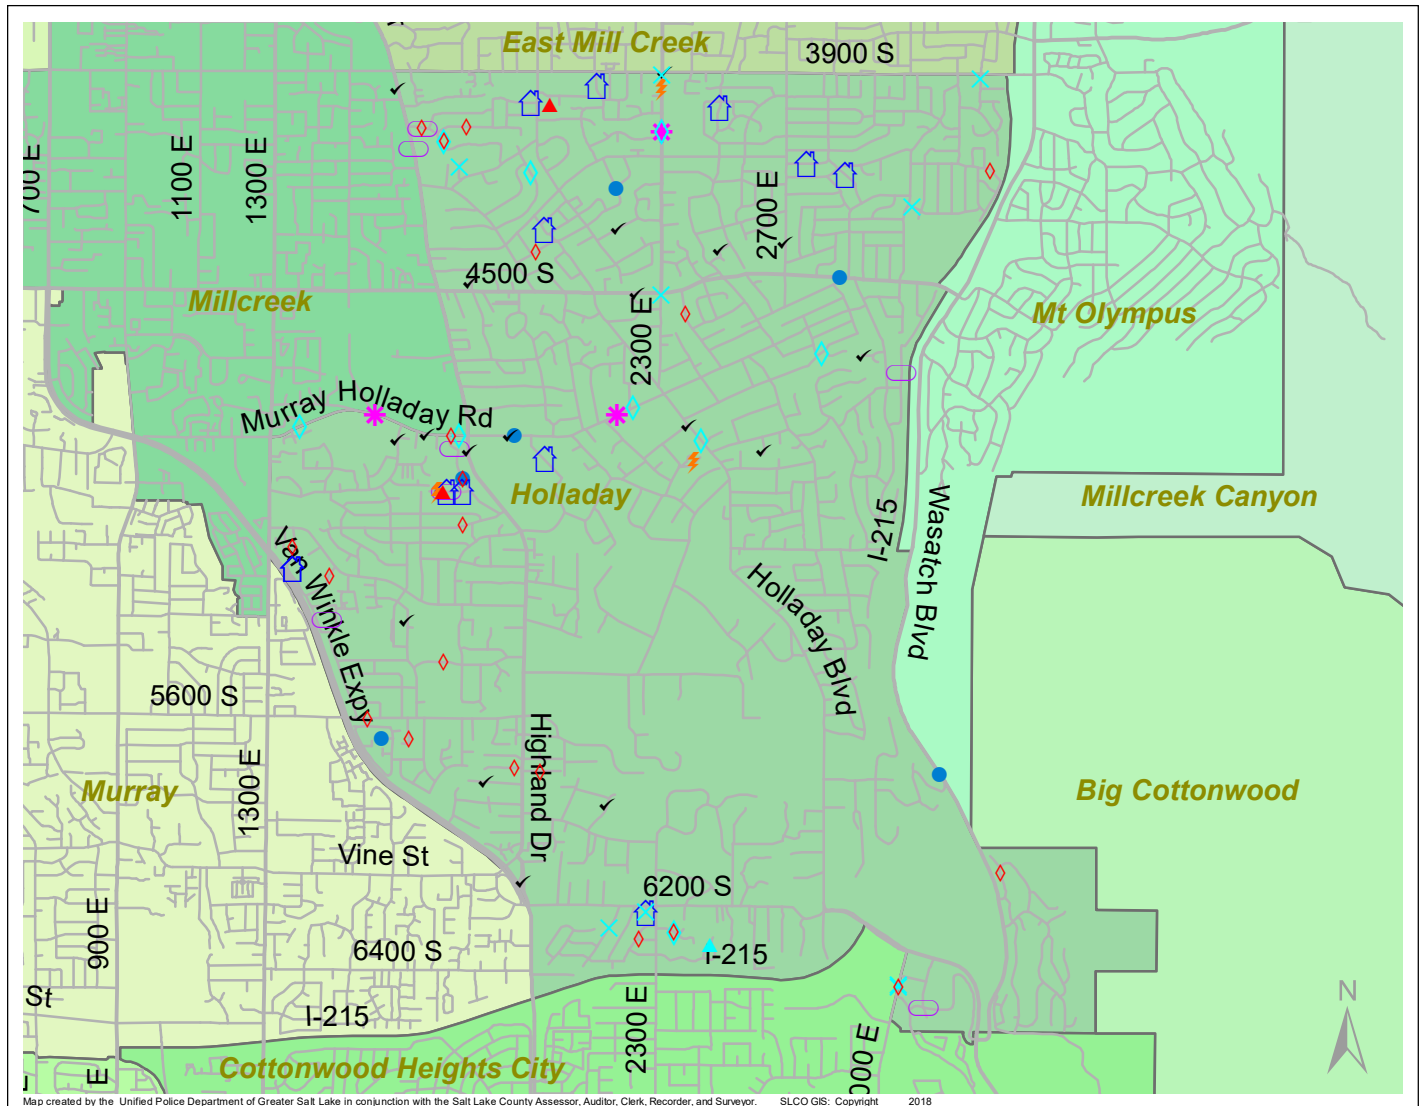 East Mill Creek
3900 S
700 E
1100 E
1300 E
2700 E
4500 S
Millcreek
Mt Olympus
2300 E
Murray Holladay Rd
Holladay
Millcreek Canyon
I-215
Wasatch Blvd
Van Winkle Expy
Holladay Blvd
5600 S
Highland Dr
1300 E
Murray
Big Cottonwood
Vine St
6200 S
900 E
6400 S
I-215
St
I-215
N
2300 E
Cottonwood Heights City
E
Map created by the Unified Police Department of Greater Salt Lake in conjunction with the Salt Lake County Assessor, Auditor, Clerk, Recorder, and Surveyor. SLCO GIS: Copyright 2018